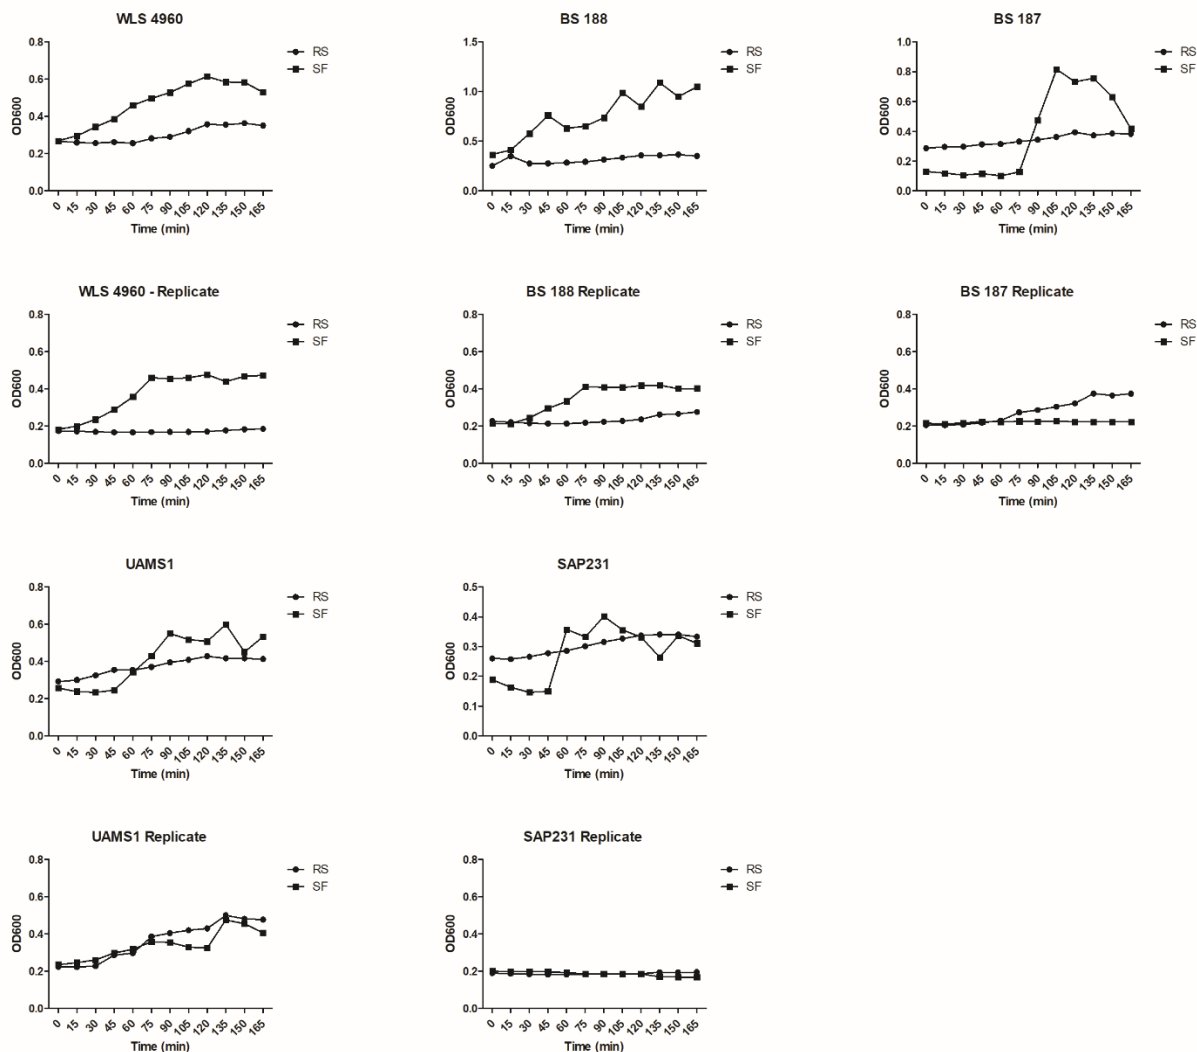 WLS 4960
0.8
0.6
0.4
0.2
0.0
OD600
0 15 30 45 60 75 90 105 120 135 150 165
Time (min)
RS
SF
BS 188
1.5
1.0
0.5
0.0
OD600
0 15 30 45 60 75 90 105 120 135 150 165
Time (min)
RS
SF
BS 187
1.0
0.8
0.6
0.4
0.2
0.0
OD600
0 15 30 45 60 75 90 105 120 135 150 165
Time (min)
RS
SF
WLS 4960 - Replicate
0.8
0.6
0.4
0.2
0.0
OD600
0 15 30 45 60 75 90 105 120 135 150 165
Time (min)
RS
SF
BS 188 Replicate
0.8
0.6
0.4
0.2
0.0
OD600
0 15 30 45 60 75 90 105 120 135 150 165
Time (min)
RS
SF
BS 187 Replicate
0.8
0.6
0.4
0.2
0.0
OD600
0 15 30 45 60 75 90 105 120 135 150 165
Time (min)
RS
SF
UAMS1
0.8
0.6
0.4
0.2
0.0
OD600
0 15 30 45 60 75 90 105 120 135 150 165
Time (min)
RS
SF
SAP231
0.5
0.4
0.3
0.2
0.1
0.0
OD600
0 15 30 45 60 75 90 105 120 135 150 165
Time (min)
RS
SF
UAMS1 Replicate
0.8
0.6
0.4
0.2
0.0
OD600
0 15 30 45 60 75 90 105 120 135 150 165
Time (min)
RS
SF
SAP231 Replicate
0.8
0.6
0.4
0.2
0.0
OD600
0 15 30 45 60 75 90 105 120 135 150 165
Time (min)
RS
SF